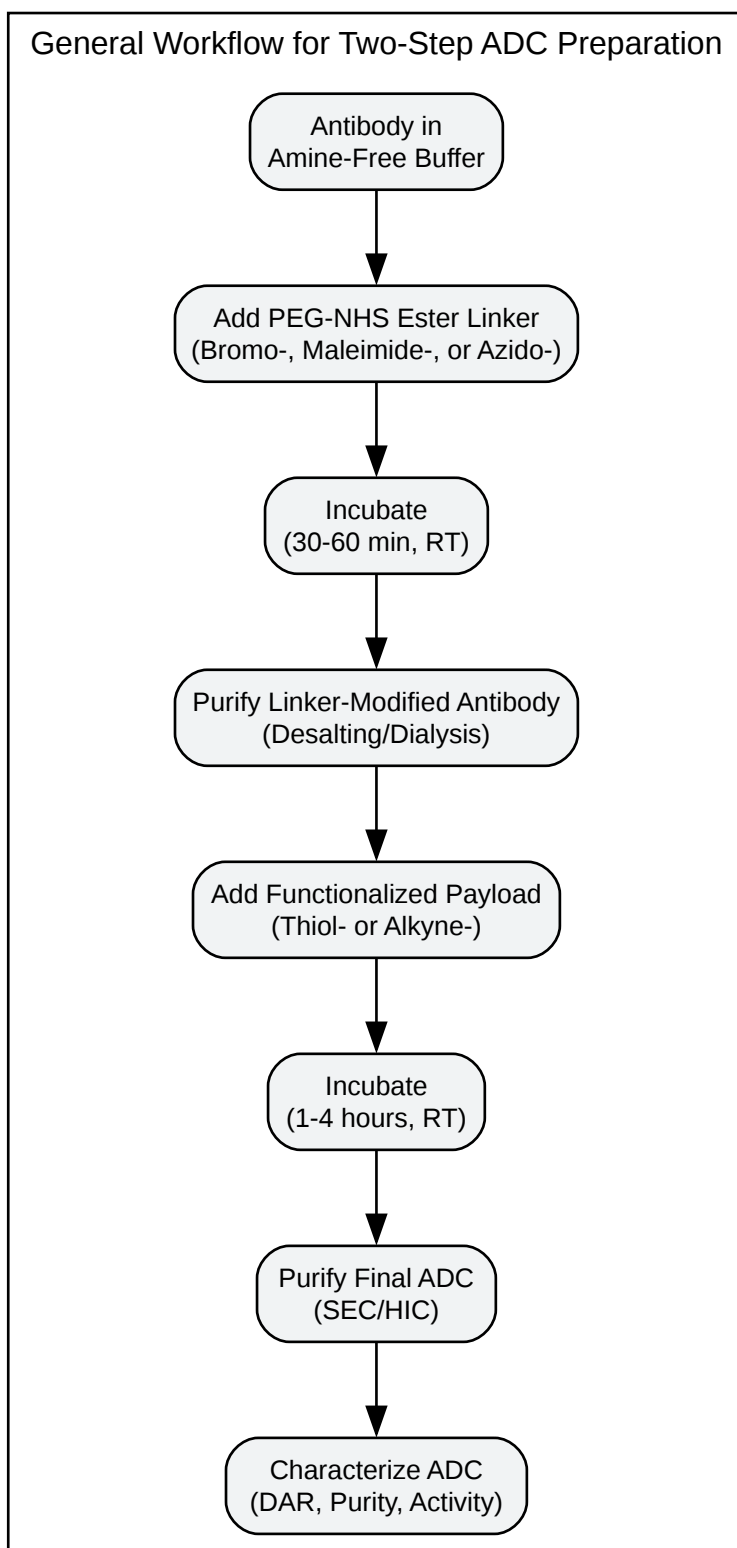 General Workflow for Two-Step ADC Preparation
Antibody in
Amine-Free Buffer
Add PEG-NHS Ester Linker
(Bromo-, Maleimide-, or Azido-)
Incubate
(30-60 min, RT)
Purify Linker-Modified Antibody
(Desalting/Dialysis)
Add Functionalized Payload
(Thiol- or Alkyne-)
Incubate
(1-4 hours, RT)
Purify Final ADC
(SEC/HIC)
Characterize ADC
(DAR, Purity, Activity)